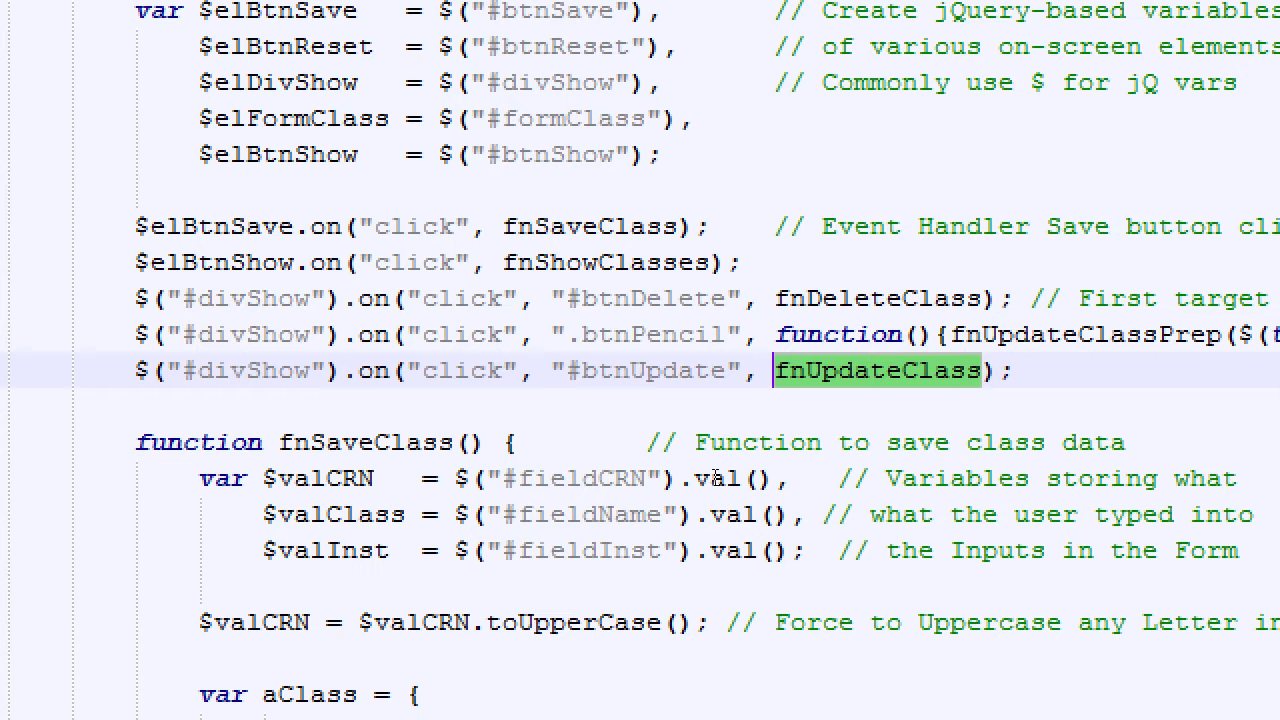 var $elBtnSave   = $("#btnSave"),       // Create jQuery-based variables
$elBtnReset  = $("#btnReset"),      // of various on-screen elements
$elDivShow   = $("#divShow"),       // Commonly use $ for jQ vars
$elFormClass = $("#formClass"),
$elBtnShow   = $("#btnShow");
$elBtnSave.on("click", fnSaveClass);    // Event Handler Save button cli
$elBtnShow.on("click", fnShowClasses);
$("#divShow").on("click", "#btnDelete", fnDeleteClass); // First target
$("#divShow").on("click", ".btnPencil", function(){fnUpdateClassPrep($(t
$("#divShow").on("click", "#btnUpdate", fnUpdateClass);
function fnSaveClass() {        // Function to save class data
var $valCRN   = $("#fieldCRN").val(),   // Variables storing what
$valClass = $("#fieldName").val(), // what the user typed into
$valInst  = $("#fieldInst").val();  // the Inputs in the Form
$valCRN = $valCRN.toUpperCase(); // Force to Uppercase any Letter in
var aClass = {